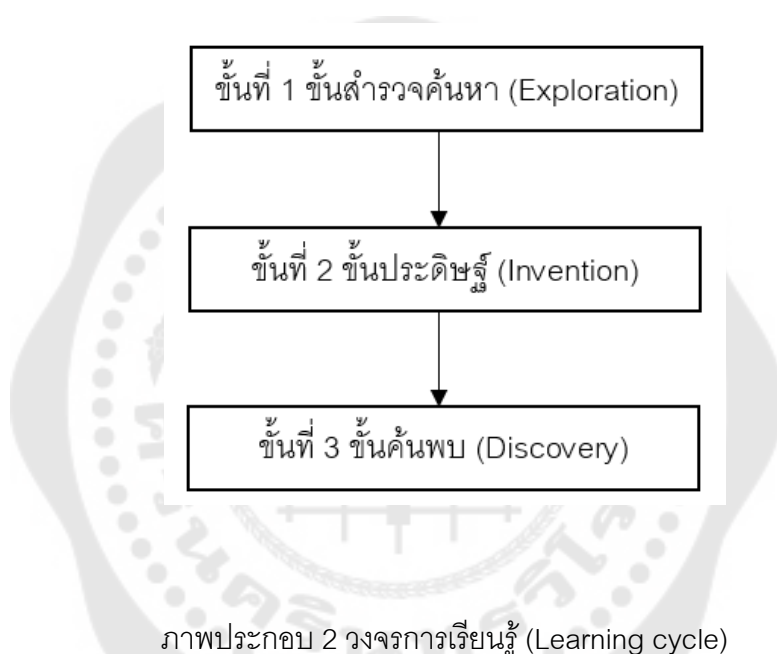 ขั้นที่ 1 ขั้นสำรวจค้นหา (Exploration)
ขั้นที่ 2 ขั้นประดิษฐ์ (Invention)
ขั้นที่ 3 ขั้นค้นพบ (Discovery)
ภาพประกอบ 2 วงจรการเรียนรู้ (Learning cycle)